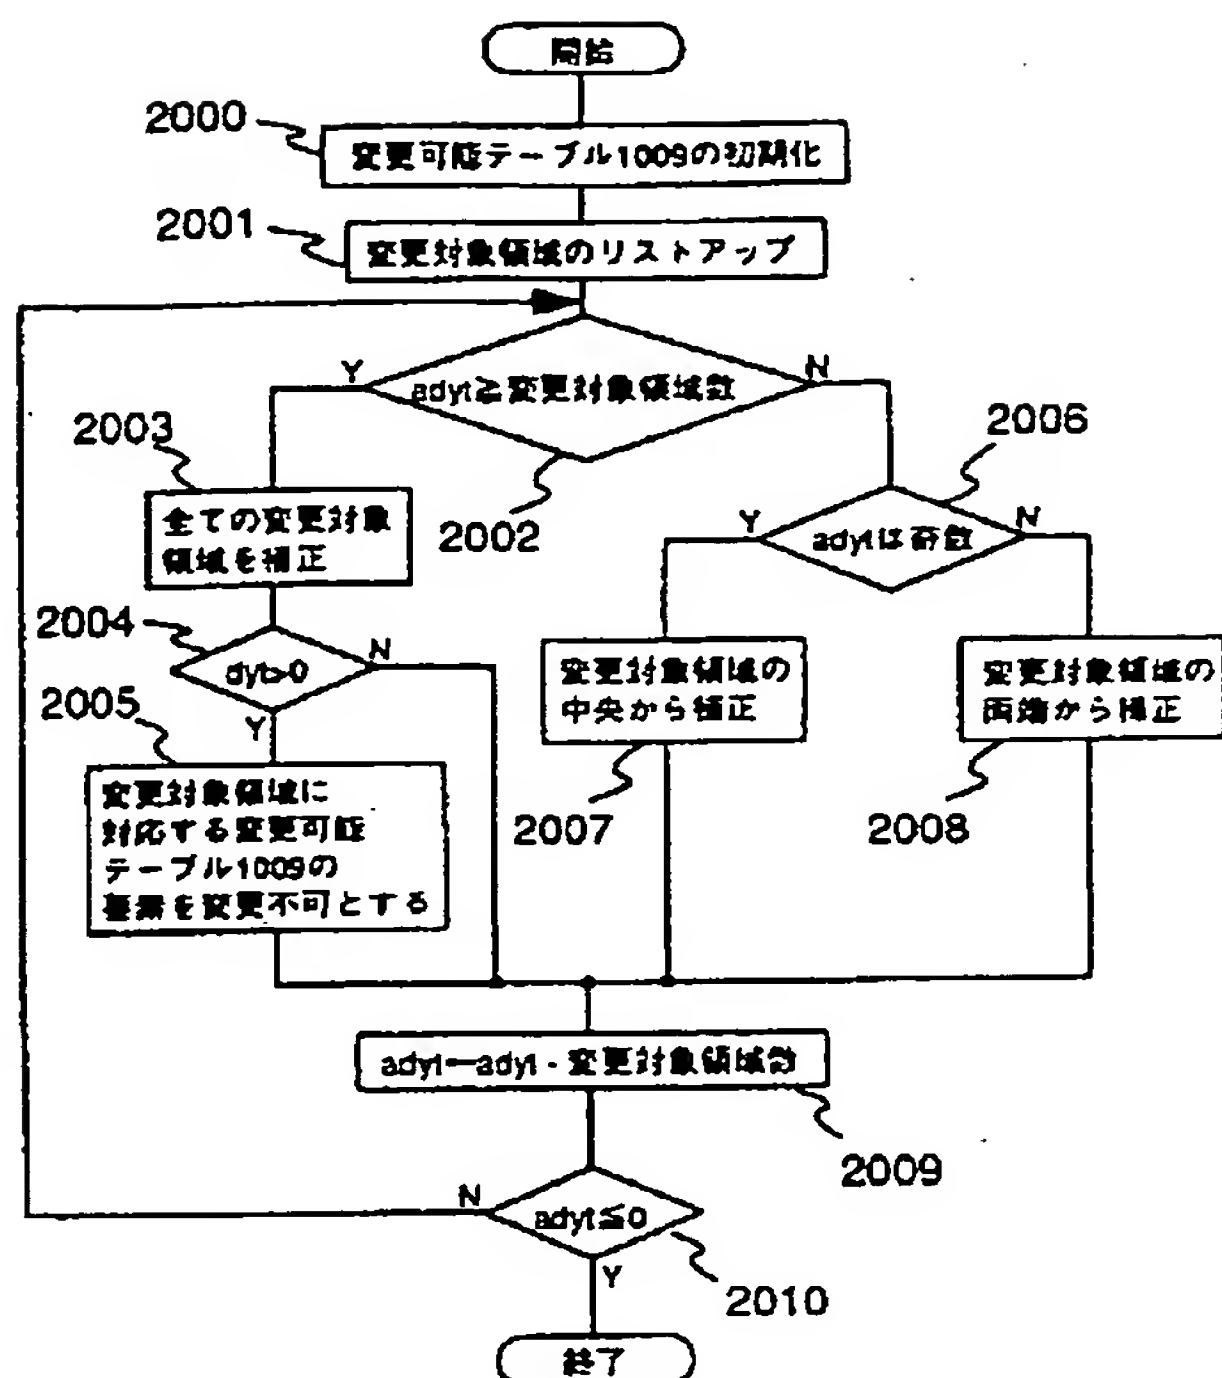 開始
2000
変更可能テーブル1009の初期化
2001
変更対象領域のリストアップ
Y
adyt≧変更対象領域数
N
2002
2003
全ての変更対象
領域を補正
2004
dyt>0
N
Y
2005
変更対象領域に
対応する変更可能
テーブル1009の
要素を変更不可とする
2006
Y
adytは奇数
N
変更対象領域の
中央から補正
2007
変更対象領域の
両端から補正
2008
adyt←adyt - 変更対象領域数
2009
N
adyt≦0
2010
Y
終了